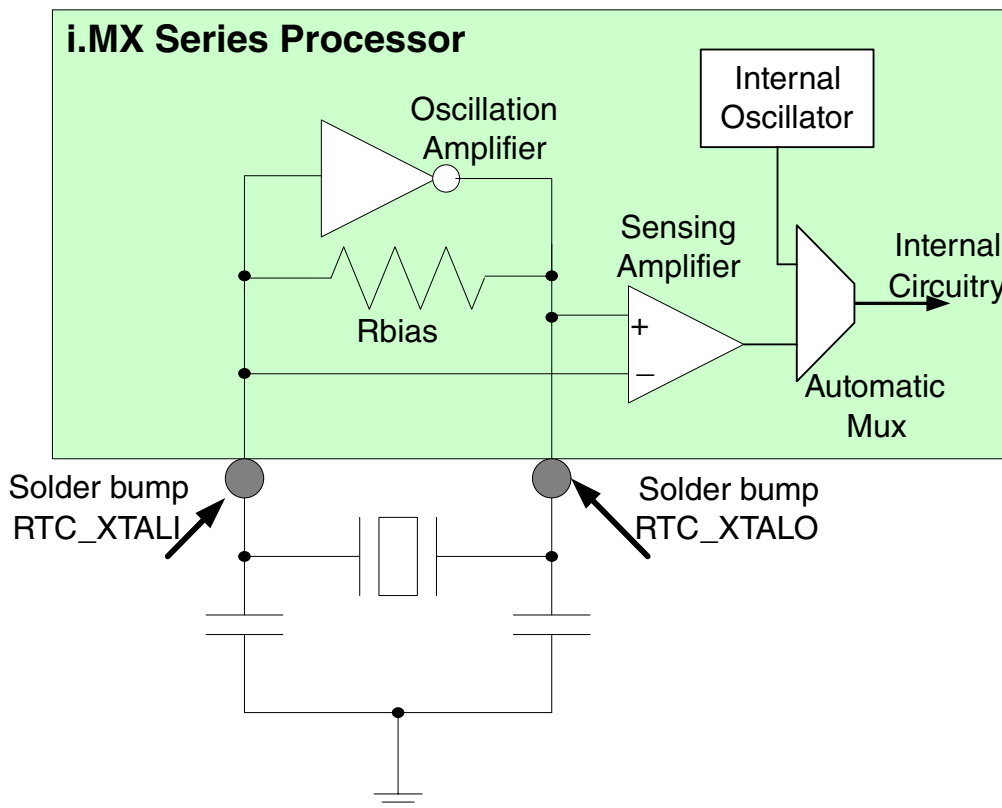 i.MX Series Processor
Internal
Oscillator
Oscillation
Amplifier
Sensing
Amplifier
Internal
Circuitry
Rbias
+
–
Automatic
Mux
Solder bump
RTC_XTALI
Solder bump
RTC_XTALO